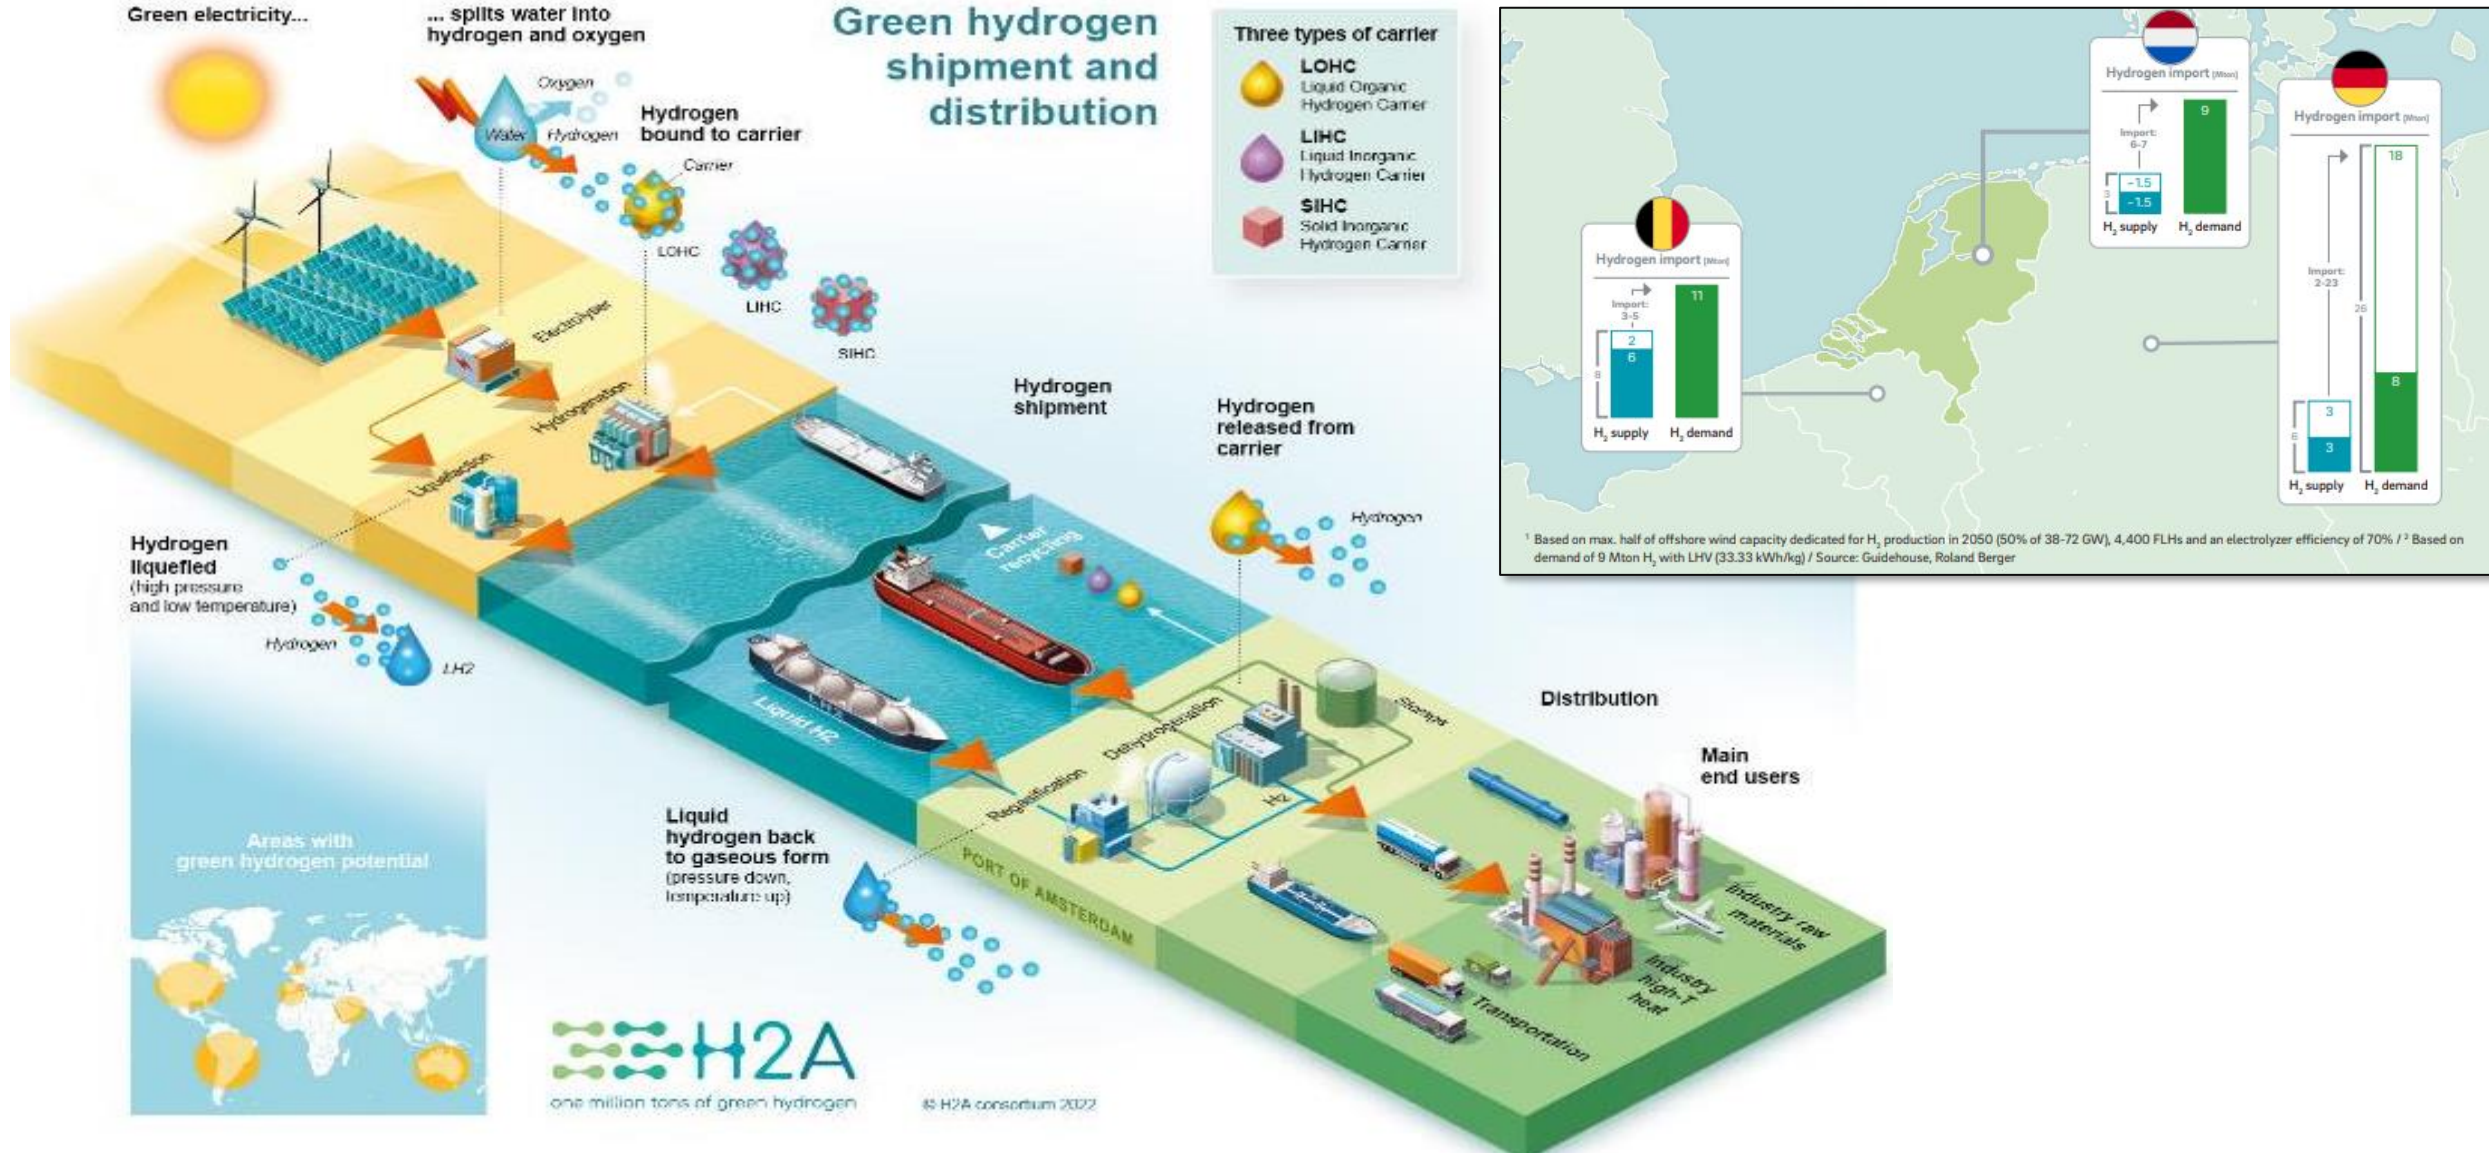 Green electricity...
... splits water into
hydrogen and oxygen
Oxygen
Water
Hydrogen
Hydrogen
bound to carrier
Carrier
LOHC
LIHC
SIHC
Green hydrogen
shipment and
distribution
Three types of carrier
LOHC
Liquid Organic
Hydrogen Carrier
LIHC
Liquid Inorganic
Hydrogen Carrier
SIHC
Solid Inorganic
Hydrogen Carrier
Electrolyser
Hydrogenation
Liquefaction
Hydrogen
shipment
Hydrogen
released from
carrier
Hydrogen
Carrier
recycling
Hydrogen
liquefied
(high pressure
and low temperature)
Hydrogen
LH2
Liquid H2
Dehydrogenation
Storage
Regasification
H2
PORT OF AMSTERDAM
Liquid
hydrogen back
to gaseous form
(pressure down,
temperature up)
Distribution
Main
end users
Industry raw
materials
Industry
high-T
heat
Transportation
Areas with
green hydrogen potential
H2A
one million tons of green hydrogen
© H2A consortium 2022
Hydrogen import [Mton]
Import:
3-5
2
6
8
11
H₂ supply
H₂ demand
Hydrogen import [Mton]
Import:
6-7
~1.5
~1.5
3
9
H₂ supply
H₂ demand
Hydrogen import [Mton]
Import:
2-23
3
3
6
26
18
8
H₂ supply
H₂ demand
¹ Based on max. half of offshore wind capacity dedicated for H₂ production in 2050 (50% of 38-72 GW), 4,400 FLHs and an electrolyzer efficiency of 70% / ² Based on
demand of 9 Mton H₂ with LHV (33.33 kWh/kg) / Source: Guidehouse, Roland Berger